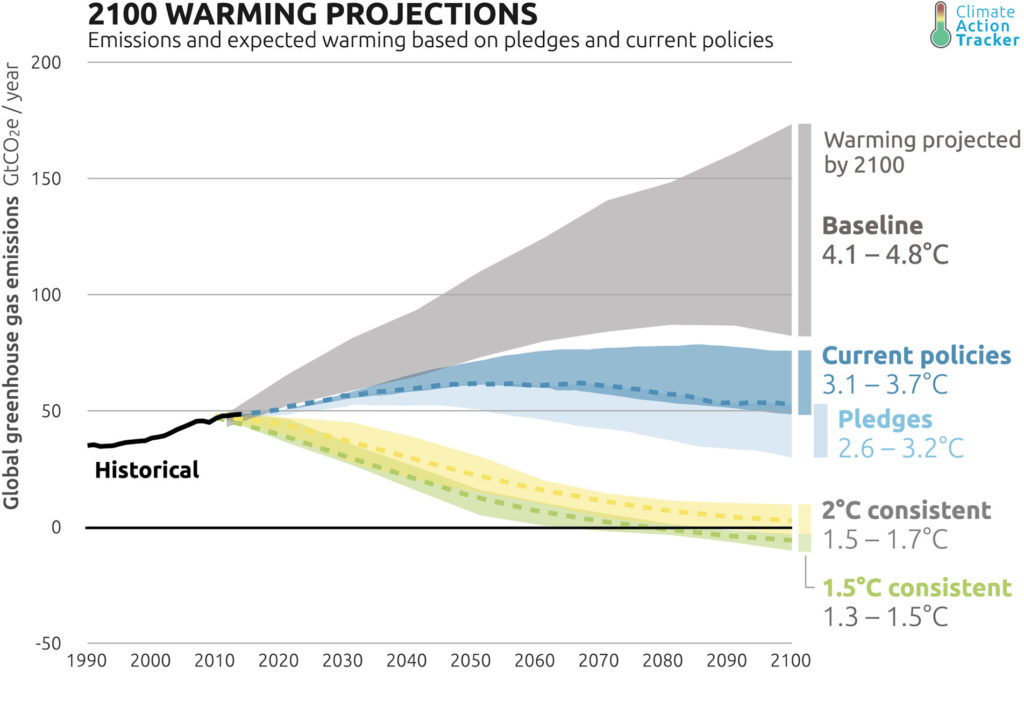 2100 WARMING PROJECTIONS
Emissions and expected warming based on pledges and current policies
Climate
Action
Tracker
Global greenhouse gas emissions GtCO2e / year
200
150
100
50
0
-50
Warming projected
by 2100
Baseline
4.1 – 4.8°C
Current policies
3.1 – 3.7°C
Pledges
2.6 – 3.2°C
Historical
2°C consistent
1.5 – 1.7°C
1.5°C consistent
1.3 – 1.5°C
1990 2000 2010 2020 2030 2040 2050 2060 2070 2080 2090 2100